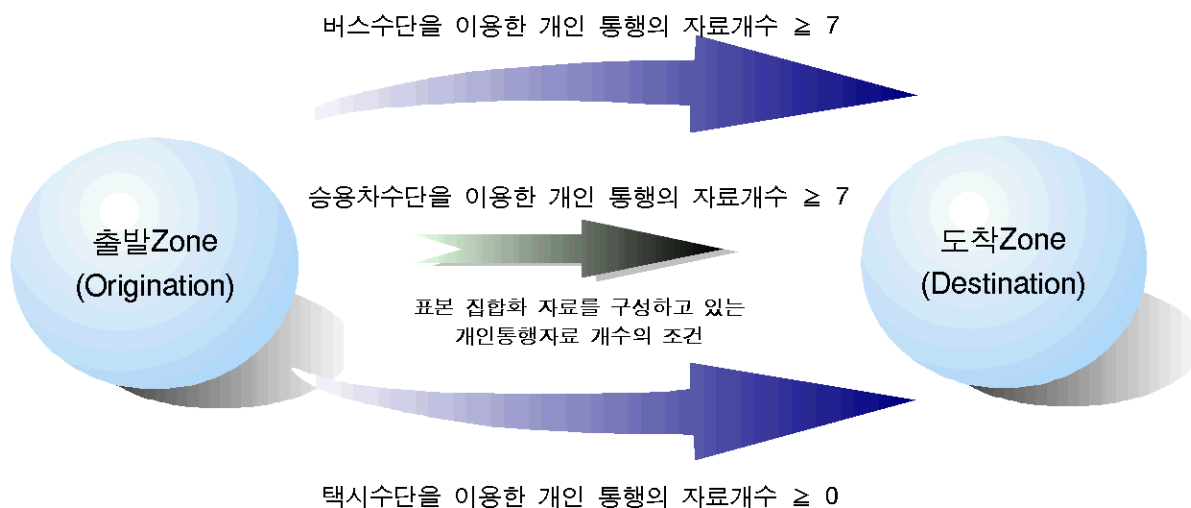 버스수단을 이용한 개인 통행의 자료개수 ≧ 7
승용차수단을 이용한 개인 통행의 자료개수 ≧ 7
출발Zone
(Origination)
도착Zone
(Destination)
표본 집합화 자료를 구성하고 있는
개인통행자료 개수의 조건
택시수단을 이용한 개인 통행의 자료개수 ≧ 0